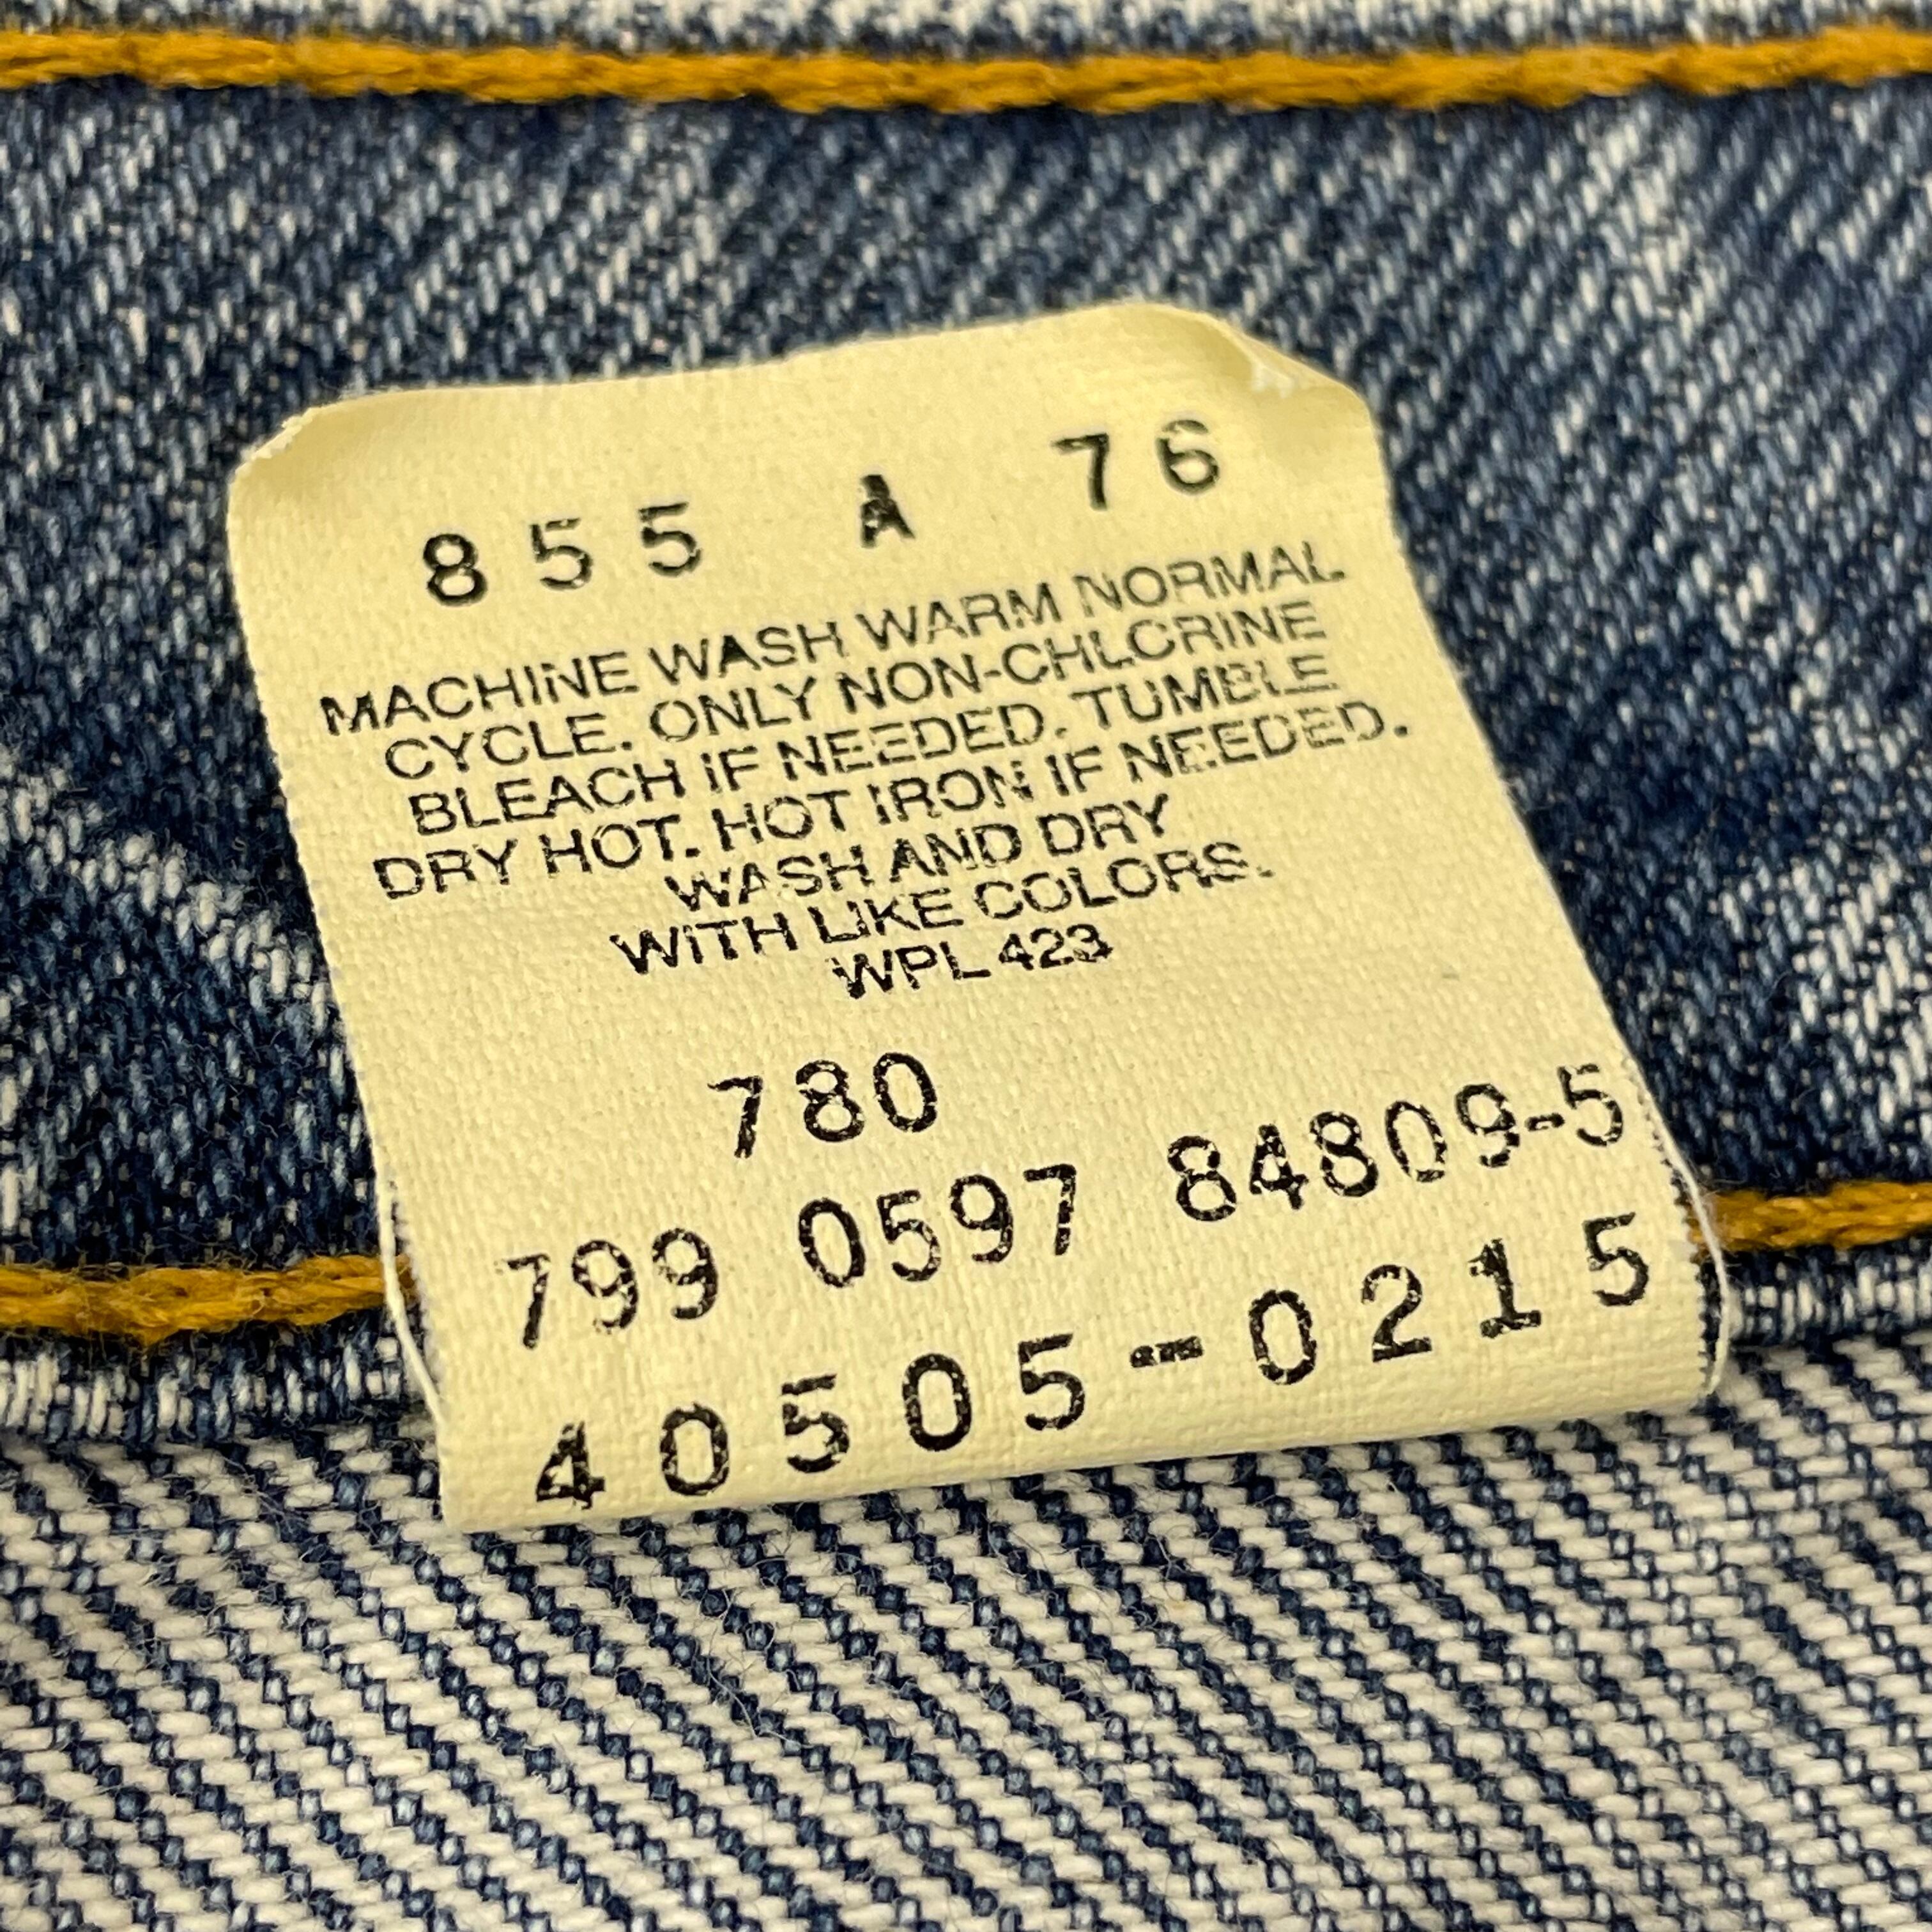 855 A 76
MACHINE WASH WARM NORMAL
CYCLE. ONLY NON-CHLORINE
BLEACH IF NEEDED. TUMBLE
DRY HOT. HOT IRON IF NEEDED.
WASH AND DRY
WITH LIKE COLORS.
WPL 423
780
799 0597 84809-5
40505-0215